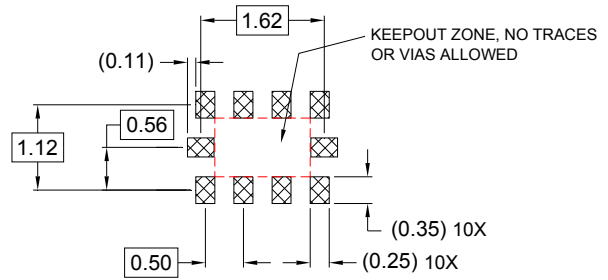 1.62
KEEPOUT ZONE, NO TRACES
OR VIAS ALLOWED
(0.11)
0.56
1.12
(0.35) 10X
0.50
(0.25) 10X